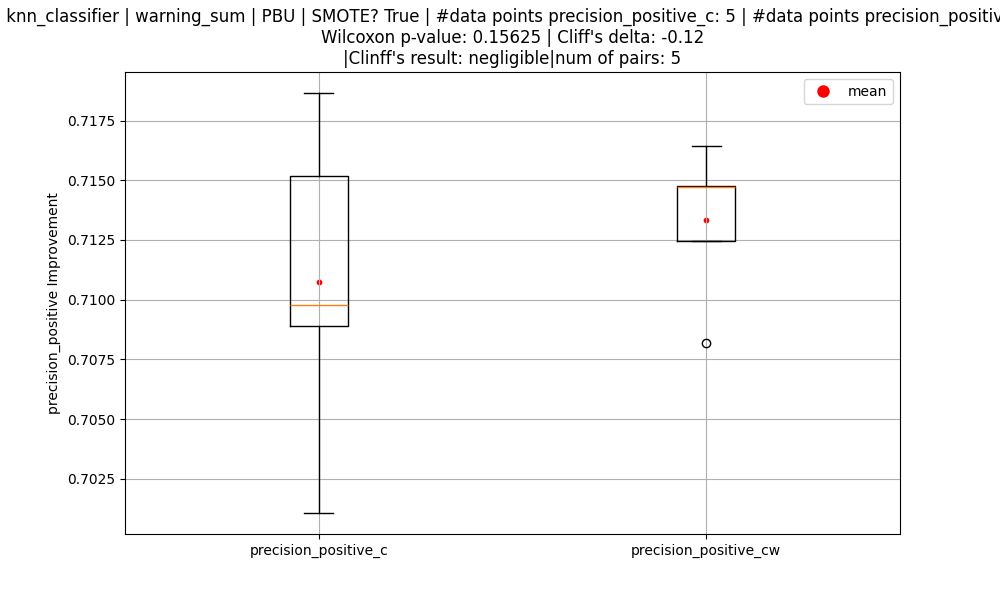 knn_classifier | warning_sum | PBU | SMOTE? True | #data points precision_positive_c: 5 | #data points
Wilcoxon p-value: 0.15625 | Cliff's delta: -0.12
|Clinff's result: negligible|num of pairs: 5
mean
precision_positive Improvement
0.7175
0.7150
0.7125
0.7100
0.7075
0.7050
0.7025
precision_positive_c
precision_positive_cw